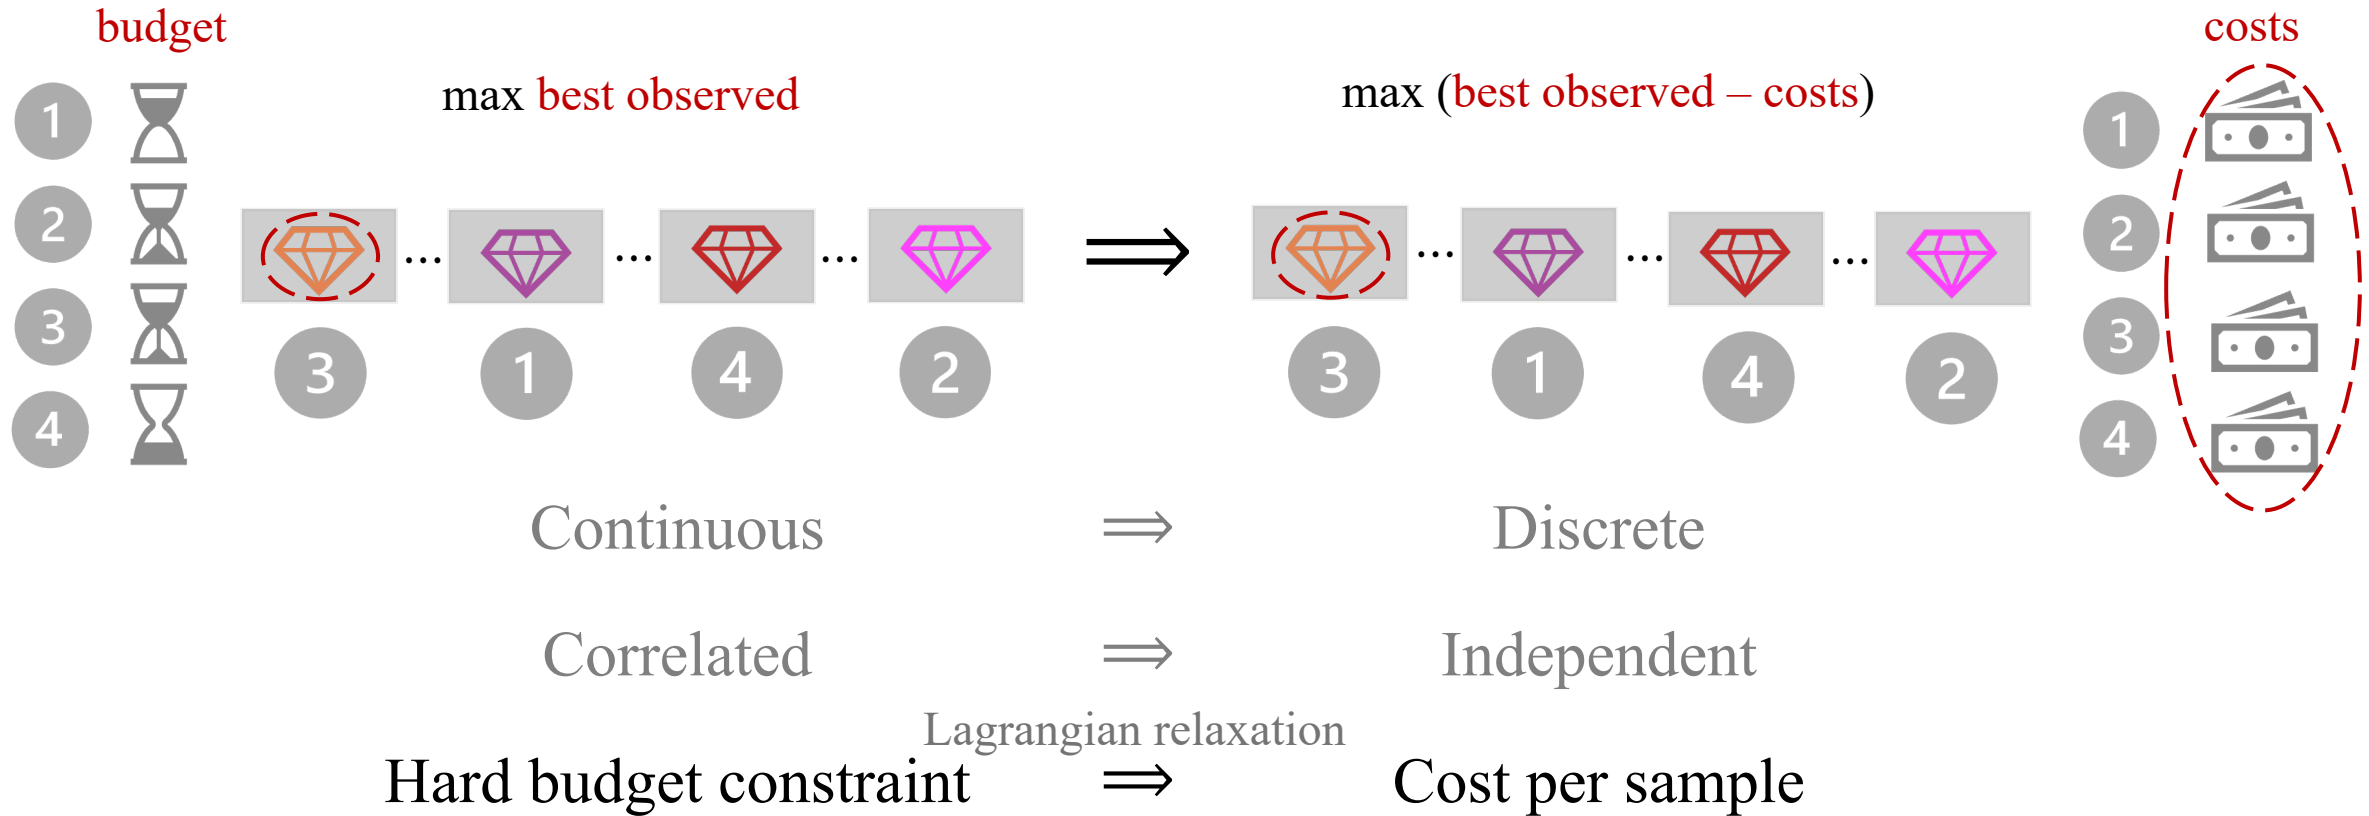 budget
costs
max best observed
max (best observed – costs)
1
2
3
4
... ... ...
3 1 4 2
⟹
... ... ...
3 1 4 2
1
2
3
4
Continuous ⟹ Discrete
Correlated ⟹ Independent
Lagrangian relaxation
Hard budget constraint ⟹ Cost per sample